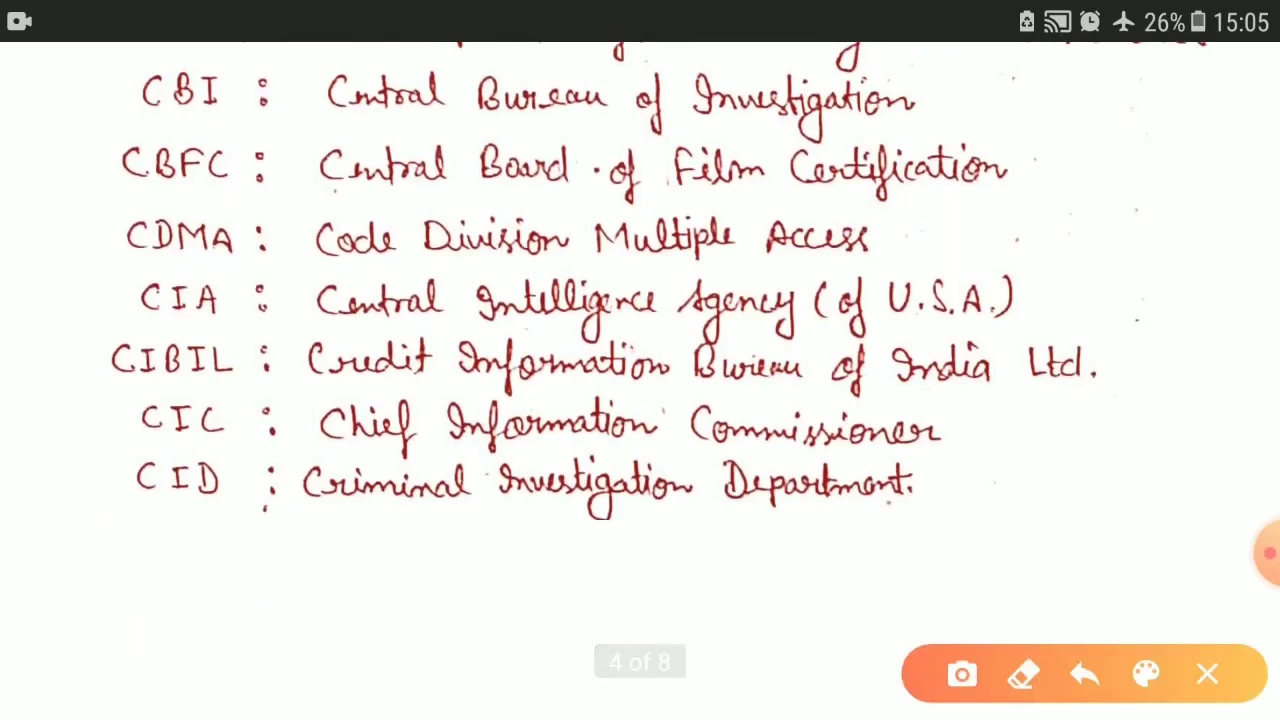 26% 15:05
CBI : Central Bureau of Investigation
CBFC : Central Board of Film Certification
CDMA : Code Division Multiple Access
CIA : Central Intelligence Agency (of U.S.A.)
CIBIL : Credit Information Bureau of India Ltd.
CIC : Chief Information Commissioner
CID : Criminal Investigation Department.
4 of 8